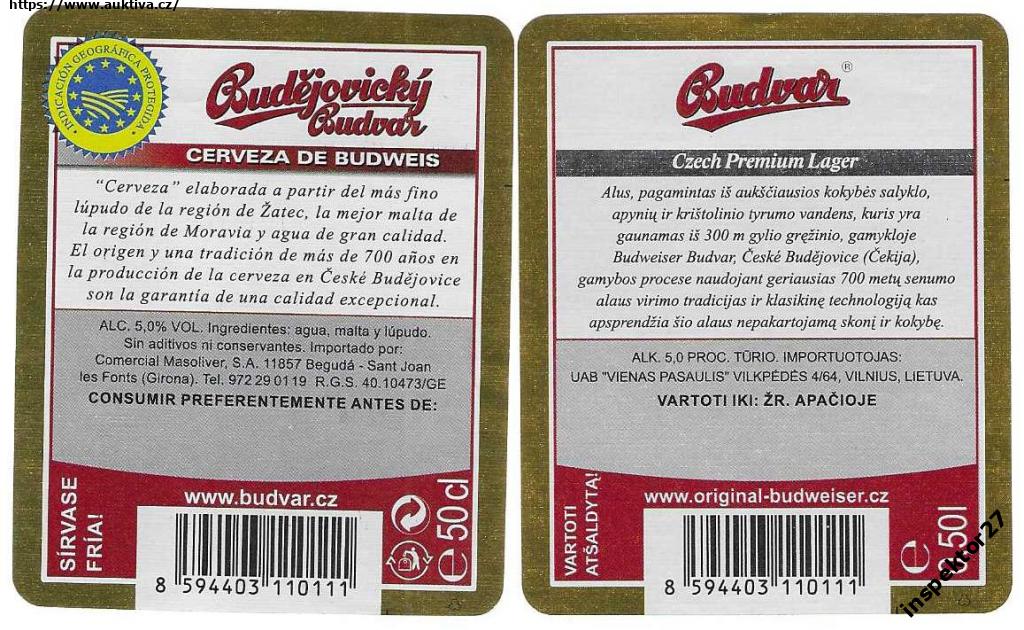 https://www.auktiva.cz/
INDICACIÓN GEOGRÁFICA PROTEGIDA
Budějovický
Budvar
CERVEZA DE BUDWEIS
“Cerveza” elaborada a partir del más fino
lúpudo de la región de Žatec, la mejor malta de
la región de Moravia y agua de gran calidad.
El origen y una tradición de más de 700 años en
la producción de la cerveza en České Budějovice
son la garantía de una calidad excepcional.
ALC. 5,0% VOL. Ingredientes: agua, malta y lúpudo.
Sin aditivos ni conservantes. Importado por:
Comercial Masoliver, S.A. 11857 Begudá - Sant Joan
les Fonts (Girona). Tel. 972 29 01 19 R.G.S. 40.10473/GE
CONSUMIR PREFERENTEMENTE ANTES DE:
SÍRVASE
FRÍA!
www.budvar.cz
e 50 cl
8 594403 110111
Budvar®
Czech Premium Lager
Alus, pagamintas iš aukščiausios kokybės salyklo,
apynių ir krištolinio tyrumo vandens, kuris yra
gaunamas iš 300 m gylio gręžinio, gamykloje
Budweiser Budvar, České Budějovice (Čekija),
gamybos procese naudojant geriausias 700 metų senumo
alaus virimo tradicijas ir klasikinę technologiją kas
apsprendžia šio alaus nepakartojamą skonį ir kokybę.
ALK. 5,0 PROC. TŪRIO. IMPORTUOTOJAS:
UAB "VIENAS PASAULIS" VILKPĖDĖS 4/64, VILNIUS, LIETUVA.
VARTOTI IKI: ŽR. APAČIOJE
VARTOTI
ATŠALDYTĄ!
www.original-budweiser.cz
8 594403 110111
inspektor27